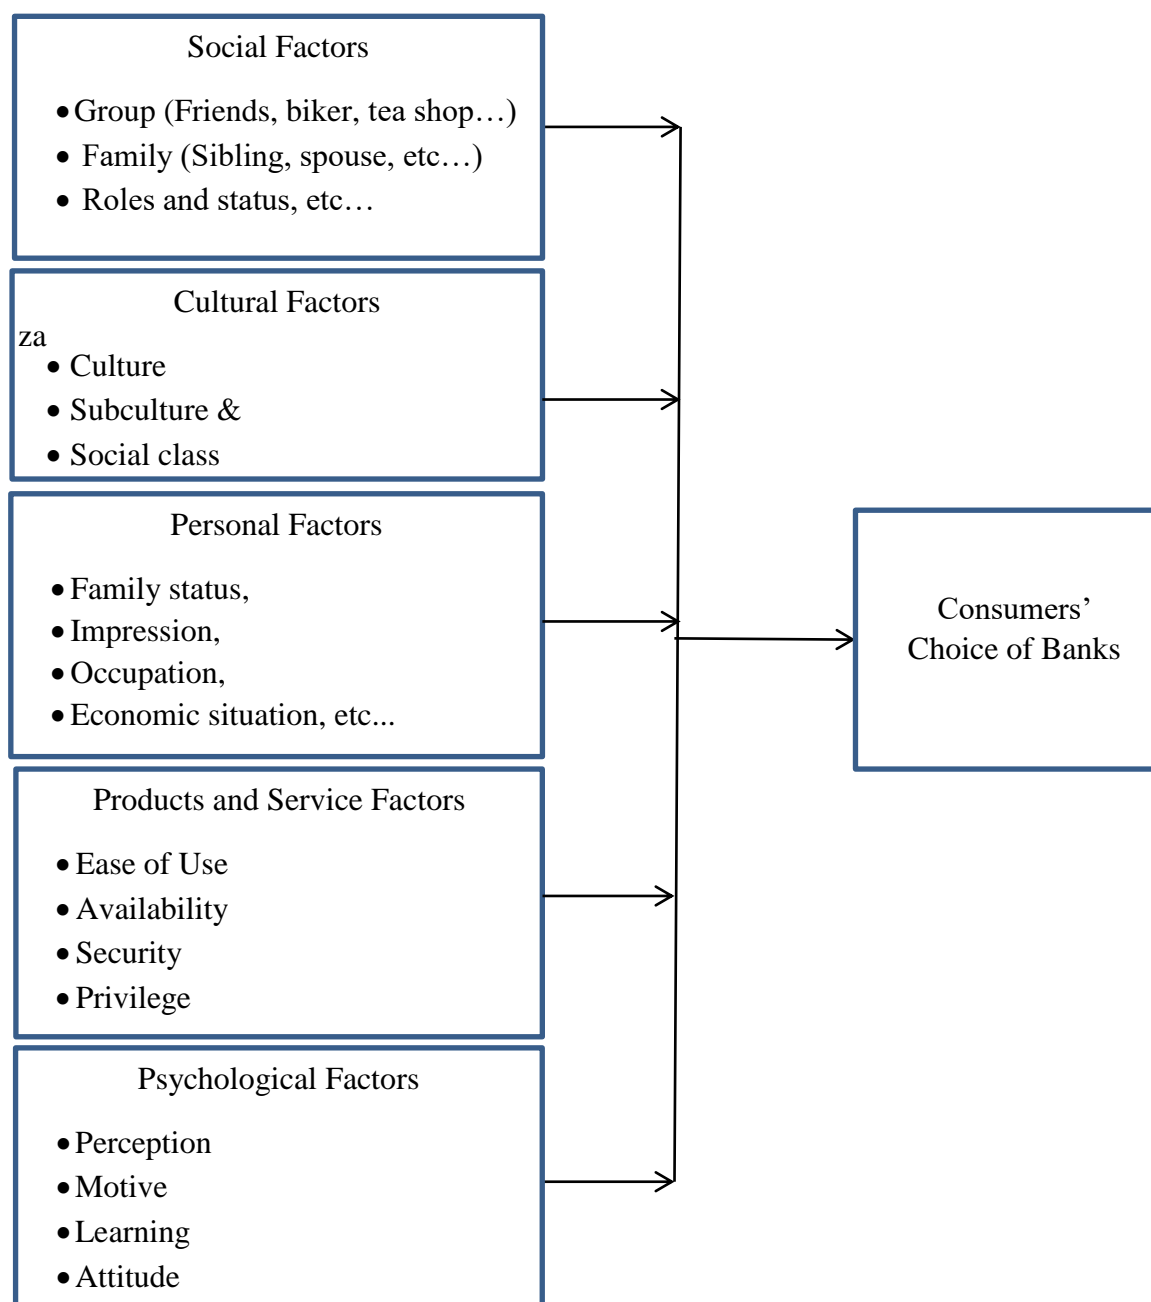 Social Factors
•Group (Friends, biker, tea shop…)
• Family (Sibling, spouse, etc…)
• Roles and status, etc…
Cultural Factors
za
• Culture
• Subculture &
• Social class
Personal Factors
•Family status,
•Impression,
•Occupation,
•Economic situation, etc...
Products and Service Factors
•Ease of Use
•Availability
•Security
•Privilege
Psychological Factors
•Perception
•Motive
•Learning
•Attitude
Consumers’
Choice of Banks